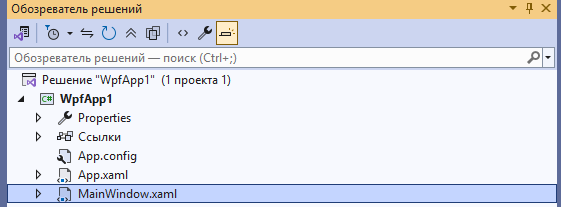 Обозреватель решений
Обозреватель решений — поиск (Ctrl+;)
Решение "WpfApp1" (1 проекта 1)
C# WpfApp1
Properties
Ссылки
App.config
App.xaml
MainWindow.xaml